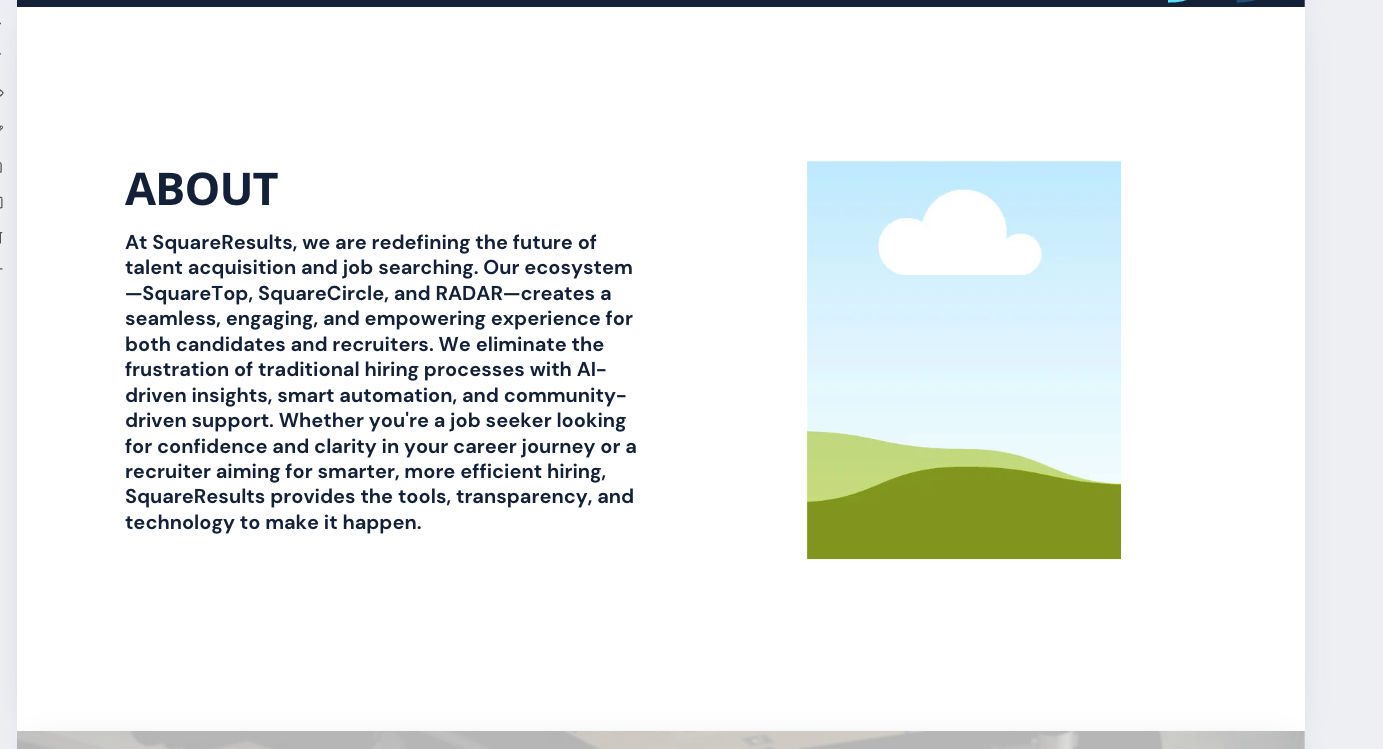 ABOUT
At SquareResults, we are redefining the future of
talent acquisition and job searching. Our ecosystem
—SquareTop, SquareCircle, and RADAR—creates a
seamless, engaging, and empowering experience for
both candidates and recruiters. We eliminate the
frustration of traditional hiring processes with AI-
driven insights, smart automation, and community-
driven support. Whether you're a job seeker looking
for confidence and clarity in your career journey or a
recruiter aiming for smarter, more efficient hiring,
SquareResults provides the tools, transparency, and
technology to make it happen.